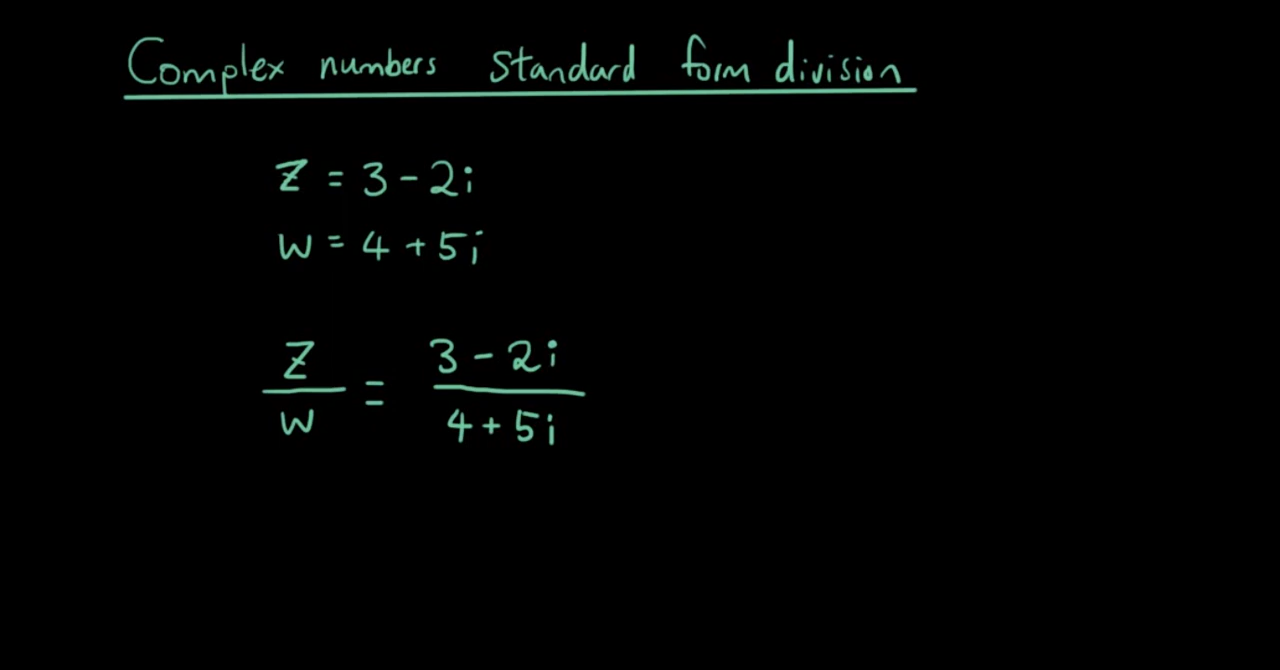 Complex numbers Standard form division
Z = 3 - 2i
W = 4 + 5i
Z/W = (3 - 2i)/(4 + 5i)